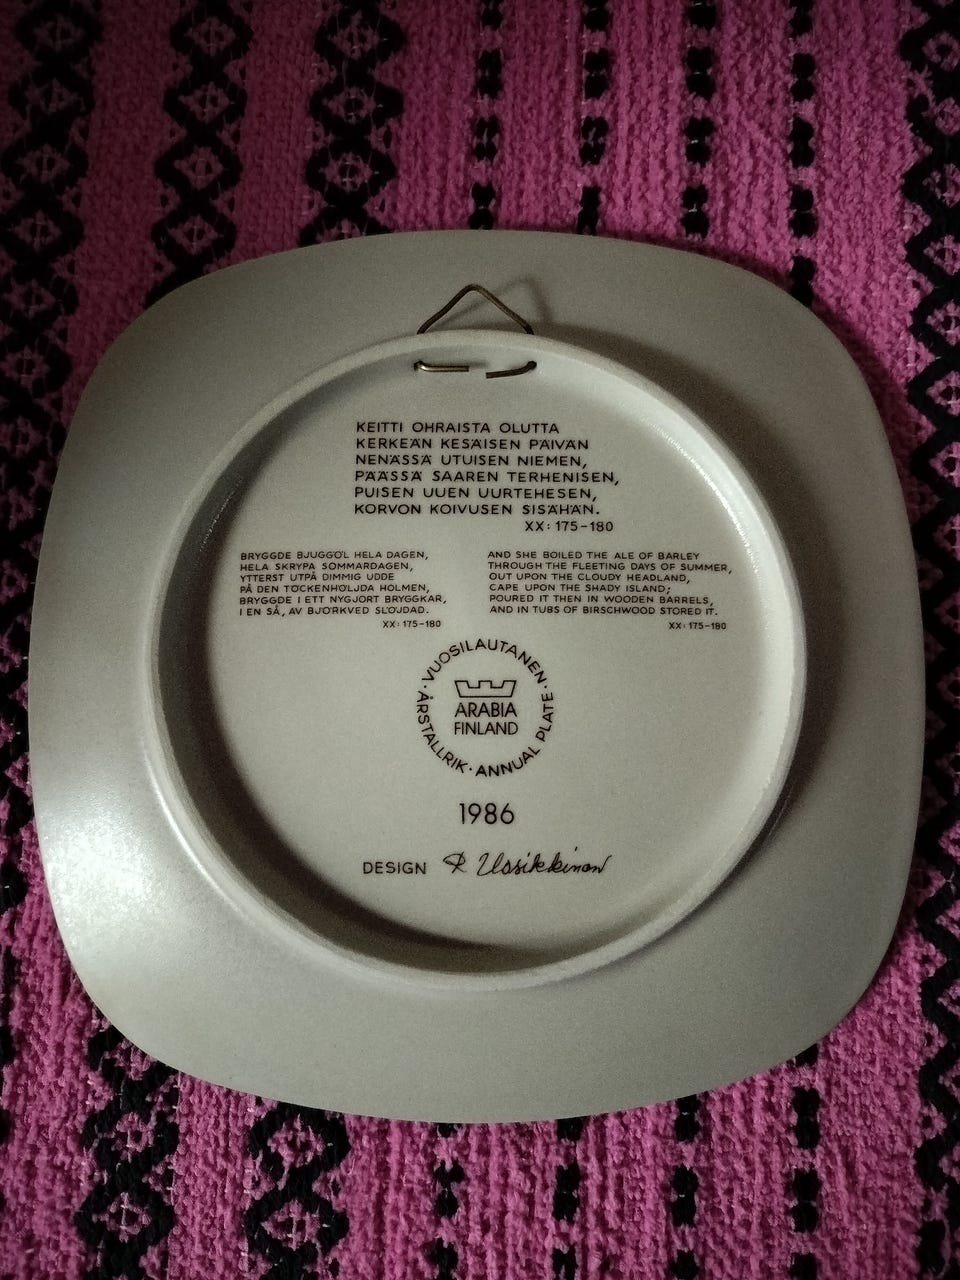 KEITTI OHRAISTA OLUTTA
KERKEÄN KESÄISEN PÄIVÄN
NENÄSSÄ UTUISEN NIEMEN,
PÄÄSSÄ SAAREN TERHENISEN,
PUISEN UUEN UURTEHESEN,
KORVON KOIVUSEN SISÄHÄN.
XX: 175-180
BRYGGDE BJUGGÖL HELA DAGEN,
HELA SKRYPA SOMMARDAGEN,
YTTERST UTPÅ DIMMIG UDDE
PÅ DEN TÖCKENHÖLJDA HOLMEN,
BRYGGDE I ETT NYGJORT BRYGGKAR,
I EN SÅ, AV BJÖRKVED SLÖJDAD.
XX: 175-180
AND SHE BOILED THE ALE OF BARLEY
THROUGH THE FLEETING DAYS OF SUMMER,
OUT UPON THE CLOUDY HEADLAND,
CAPE UPON THE SHADY ISLAND;
POURED IT THEN IN WOODEN BARRELS,
AND IN TUBS OF BIRSCHWOOD STORED IT.
XX: 175-180
· VUOSILAUTANEN · ANNUAL PLATE · ÅRSTALLRIK
ARABIA
FINLAND
1986
DESIGN R Uosikkinen